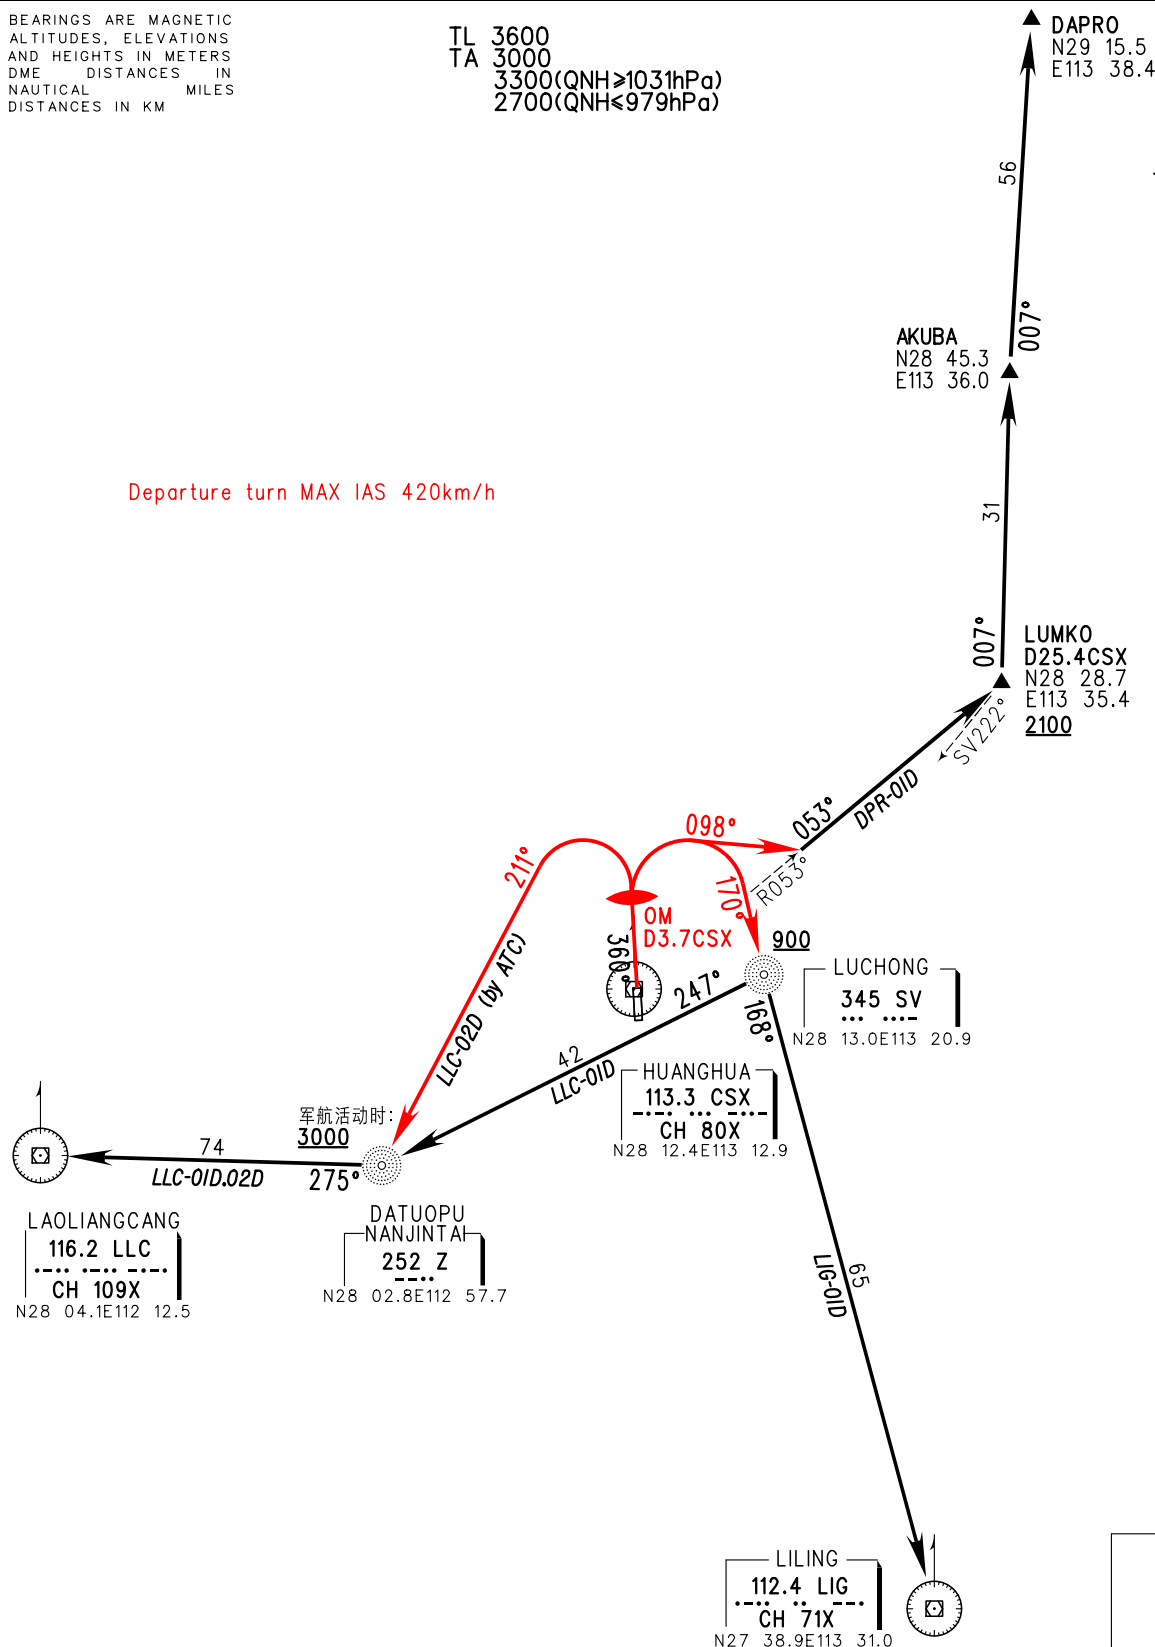 BEARINGS ARE MAGNETIC
ALTITUDES, ELEVATIONS
AND HEIGHTS IN METERS
DME DISTANCES IN
NAUTICAL MILES
DISTANCES IN KM
TL 3600
TA 3000
3300(QNH≥1031hPa)
2700(QNH≤979hPa)
DAPRO
N29 15.5
E113 38.4
56
007°
AKUBA
N28 45.3
E113 36.0
Departure turn MAX IAS 420km/h
31
007°
LUMKO
D25.4CSX
N28 28.7
E113 35.4
2100
SV222°
DPR-01D
053°
R053°
098°
211°
170°
OM
D3.7CSX
360°
900
LUCHONG
345 SV
••• •••—
N28 13.0E113 20.9
247°
168°
LLC-02D (by ATC)
42
LLC-01D
HUANGHUA
113.3 CSX
—•—• ••• —••—
CH 80X
N28 12.4E113 12.9
军航活动时:
3000
74
LLC-01D.02D
275°
LAOLIANGCANG
116.2 LLC
•—•• •—•• —•—•
CH 109X
N28 04.1E112 12.5
DATUOPU
NANJINTAI
252 Z
——••
N28 02.8E112 57.7
65
LIG-01D
LILING
112.4 LIG
•—•• •• ——•
CH 71X
N27 38.9E113 31.0